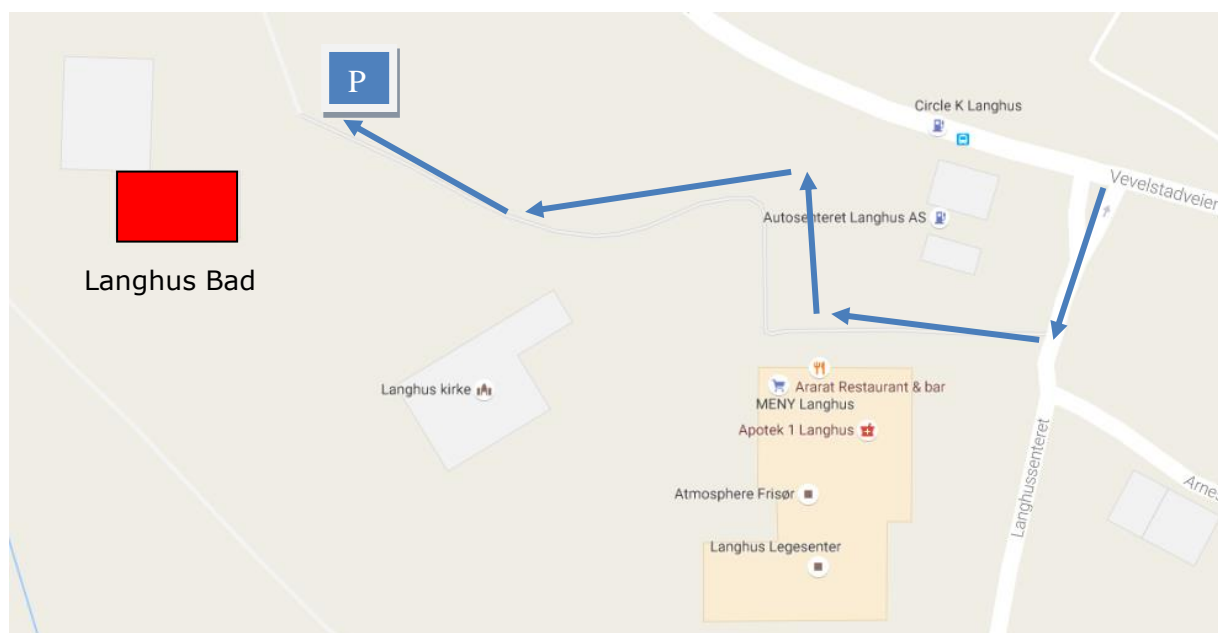 P
Circle K Langhus
Vevelstadveien
Autosenteret Langhus AS
Langhus Bad
Langhus kirke
Ararat Restaurant & bar
MENY Langhus
Apotek 1 Langhus
Langhussenteret
Arnes
Atmosphere Frisør
Langhus Legesenter